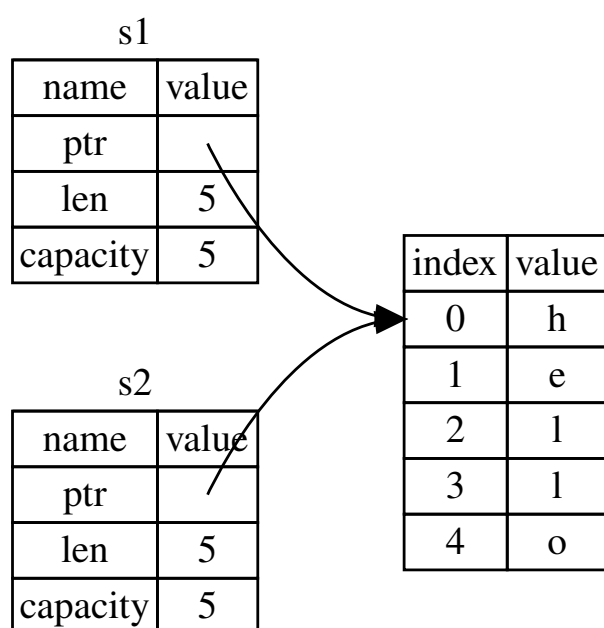 s1
name value
ptr
len 5
capacity 5
s2
name value
ptr
len 5
capacity 5
index value
0 h
1 e
2 l
3 l
4 o